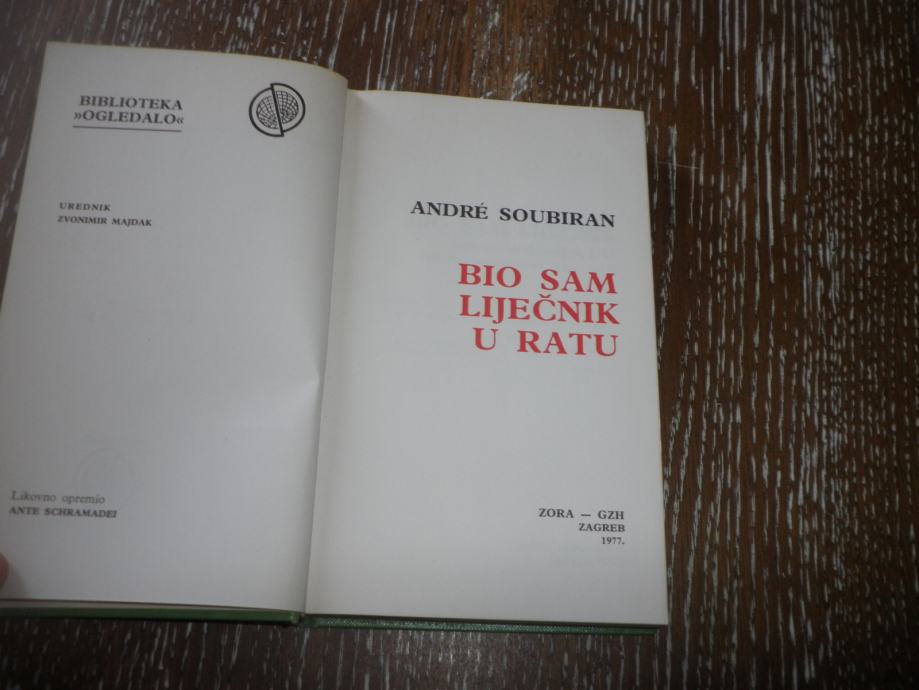 BIBLIOTEKA
»OGLEDALO«
UREDNIK
ZVONIMIR MAJDAK
Likovno opremio
ANTE SCHRAMADEI
ANDRÉ SOUBIRAN
BIO SAM
LIJEČNIK
U RATU
ZORA — GZH
ZAGREB
1977.